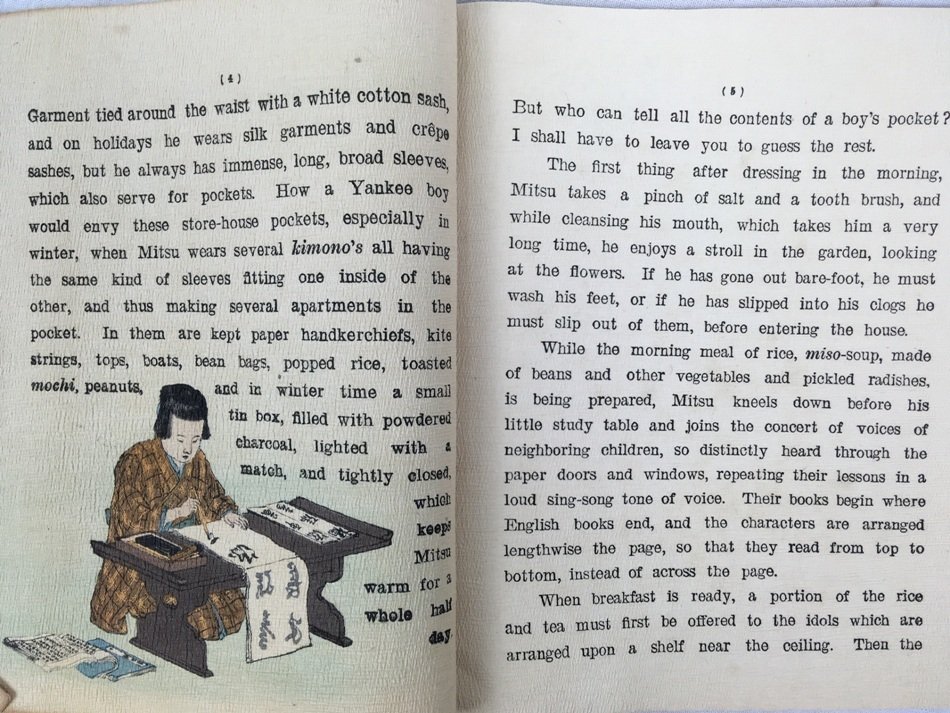 ( 4 )
Garment tied around the waist with a white cotton sash,
and on holidays he wears silk garments and crêpe
sashes, but he always has immense, long, broad sleeves,
which also serve for pockets. How a Yankee boy
would envy these store-house pockets, especially in
winter, when Mitsu wears several kimono's all having
the same kind of sleeves fitting one inside of the
other, and thus making several apartments in the
pocket. In them are kept paper handkerchiefs, kite
strings, tops, boats, bean bags, popped rice, toasted
mochi, peanuts, and in winter time a small
tin box, filled with powdered
charcoal, lighted with a
match, and tightly closed,
which
keeps
Mitsu
warm for a
whole half
day.
( 5 )
But who can tell all the contents of a boy's pocket?
I shall have to leave you to guess the rest.
The first thing after dressing in the morning,
Mitsu takes a pinch of salt and a tooth brush, and
while cleansing his mouth, which takes him a very
long time, he enjoys a stroll in the garden, looking
at the flowers. If he has gone out bare-foot, he must
wash his feet, or if he has slipped into his clogs he
must slip out of them, before entering the house.
While the morning meal of rice, miso-soup, made
of beans and other vegetables and pickled radishes,
is being prepared, Mitsu kneels down before his
little study table and joins the concert of voices of
neighboring children, so distinctly heard through the
paper doors and windows, repeating their lessons in a
loud sing-song tone of voice. Their books begin where
English books end, and the characters are arranged
lengthwise the page, so that they read from top to
bottom, instead of across the page.
When breakfast is ready, a portion of the rice
and tea must first be offered to the idols which are
arranged upon a shelf near the ceiling. Then the